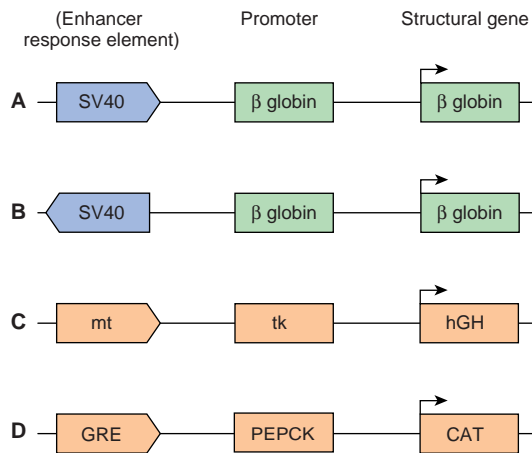 (Enhancer
response element)
Promoter
Structural gene
A SV40 β globin β globin
B SV40 β globin β globin
C mt tk hGH
D GRE PEPCK CAT